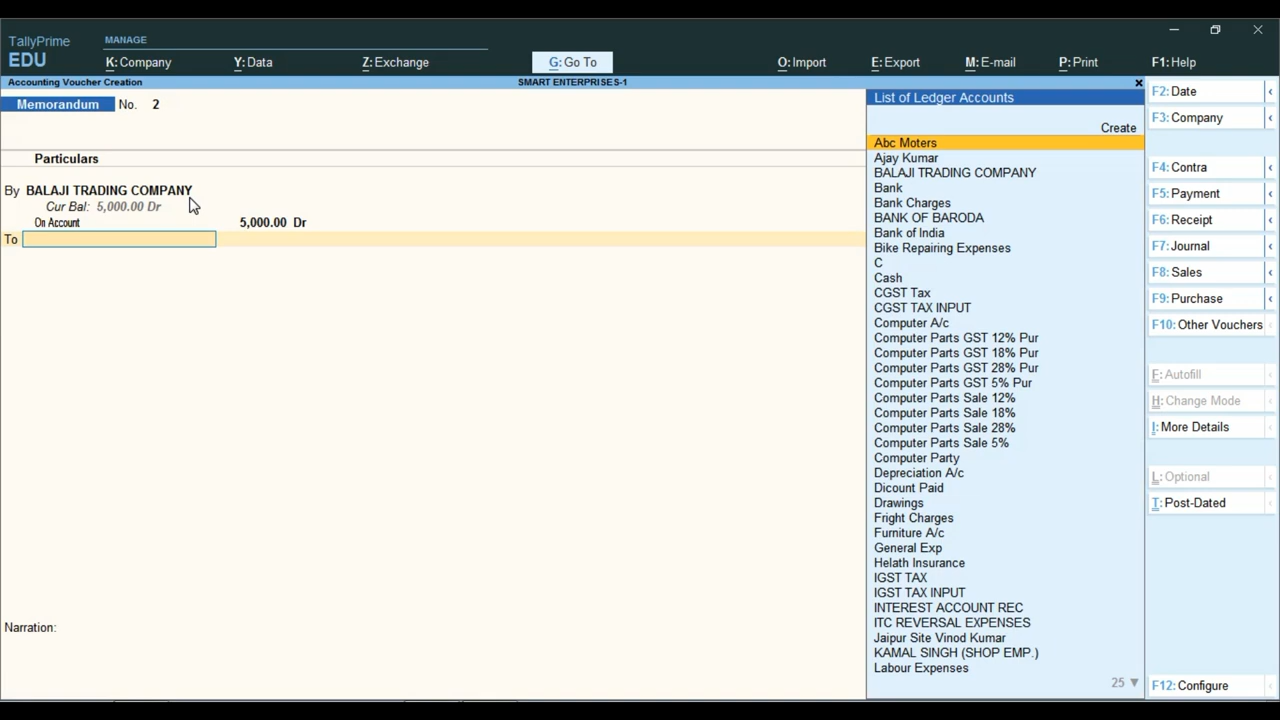 TallyPrime
EDU
MANAGE
K: Company
Y: Data
Z: Exchange
G: Go To
O: Import
E: Export
M: E-mail
P: Print
F1: Help
Accounting Voucher Creation
SMART ENTERPRISES-1
Memorandum No. 2
Particulars
By BALAJI TRADING COMPANY
Cur Bal: 5,000.00 Dr
On Account 5,000.00 Dr
To
Narration:
List of Ledger Accounts
Create
Abc Moters
Ajay Kumar
BALAJI TRADING COMPANY
Bank
Bank Charges
BANK OF BARODA
Bank of India
Bike Repairing Expenses
C
Cash
CGST Tax
CGST TAX INPUT
Computer A/c
Computer Parts GST 12% Pur
Computer Parts GST 18% Pur
Computer Parts GST 28% Pur
Computer Parts GST 5% Pur
Computer Parts Sale 12%
Computer Parts Sale 18%
Computer Parts Sale 28%
Computer Parts Sale 5%
Computer Party
Depreciation A/c
Dicount Paid
Drawings
Fright Charges
Furniture A/c
General Exp
Helath Insurance
IGST TAX
IGST TAX INPUT
INTEREST ACCOUNT REC
ITC REVERSAL EXPENSES
Jaipur Site Vinod Kumar
KAMAL SINGH (SHOP EMP.)
Labour Expenses
25 ▼
F2: Date
F3: Company
F4: Contra
F5: Payment
F6: Receipt
F7: Journal
F8: Sales
F9: Purchase
F10: Other Vouchers
F: Autofill
H: Change Mode
I: More Details
L: Optional
T: Post-Dated
F12: Configure